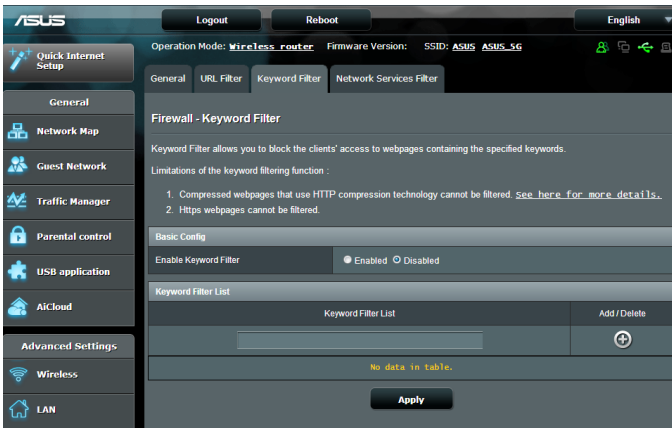 ASUS
Logout
Reboot
English
Quick Internet Setup
Operation Mode: Wireless router Firmware Version: SSID: ASUS ASUS_5G
General
URL Filter
Keyword Filter
Network Services Filter
General
Network Map
Guest Network
Traffic Manager
Parental control
USB application
AiCloud
Advanced Settings
Wireless
LAN
Firewall - Keyword Filter
Keyword Filter allows you to block the clients' access to webpages containing the specified keywords.
Limitations of the keyword filtering function :
1. Compressed webpages that use HTTP compression technology cannot be filtered. See here for more details.
2. Https webpages cannot be filtered.
Basic Config
Enable Keyword Filter
Enabled Disabled
Keyword Filter List
Keyword Filter List
Add / Delete
No data in table.
Apply